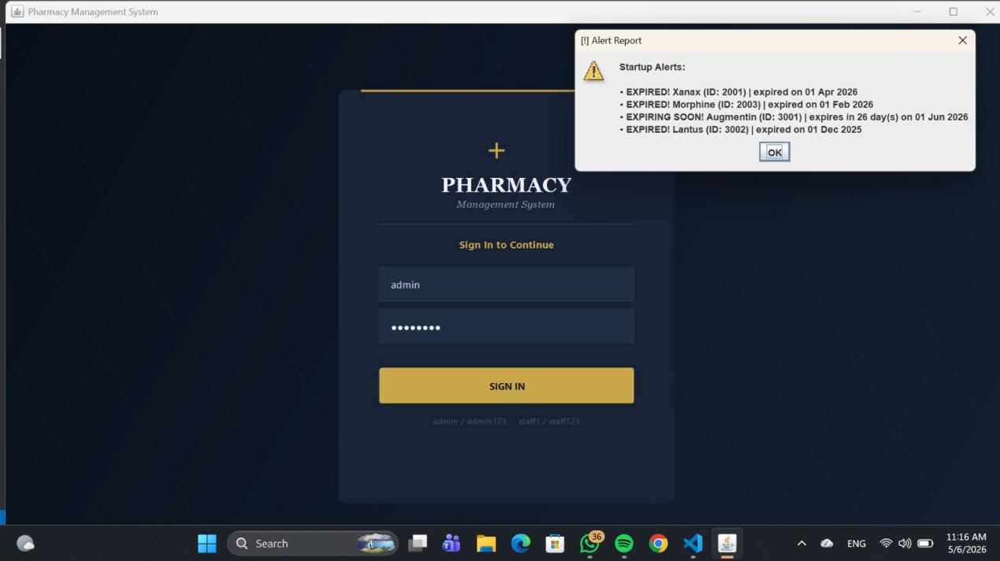 Pharmacy Management System
[!] Alert Report
Startup Alerts:
- EXPIRED! Xanax (ID: 2001) | expired on 01 Apr 2026
- EXPIRED! Morphine (ID: 2003) | expired on 01 Feb 2026
- EXPIRING SOON! Augmentin (ID: 3001) | expires in 26 day(s) on 01 Jun 2026
- EXPIRED! Lantus (ID: 3002) | expired on 01 Dec 2025
OK
PHARMACY
Management System
Sign In to Continue
admin
••••••••
SIGN IN
admin / admin123 · staff1 / staff123
Search
36
ENG
11:16 AM
5/6/2026